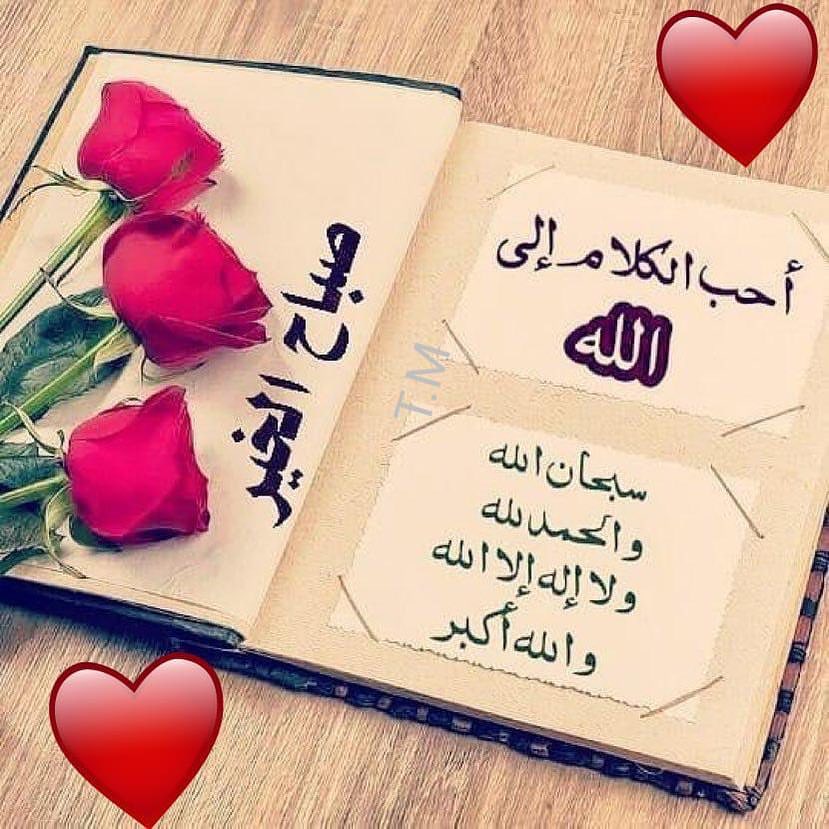 صباح الخير
أحب الكلام إلى
الله
سبحان الله
والحمد لله
ولا إله إلا الله
والله أكبر
T.M